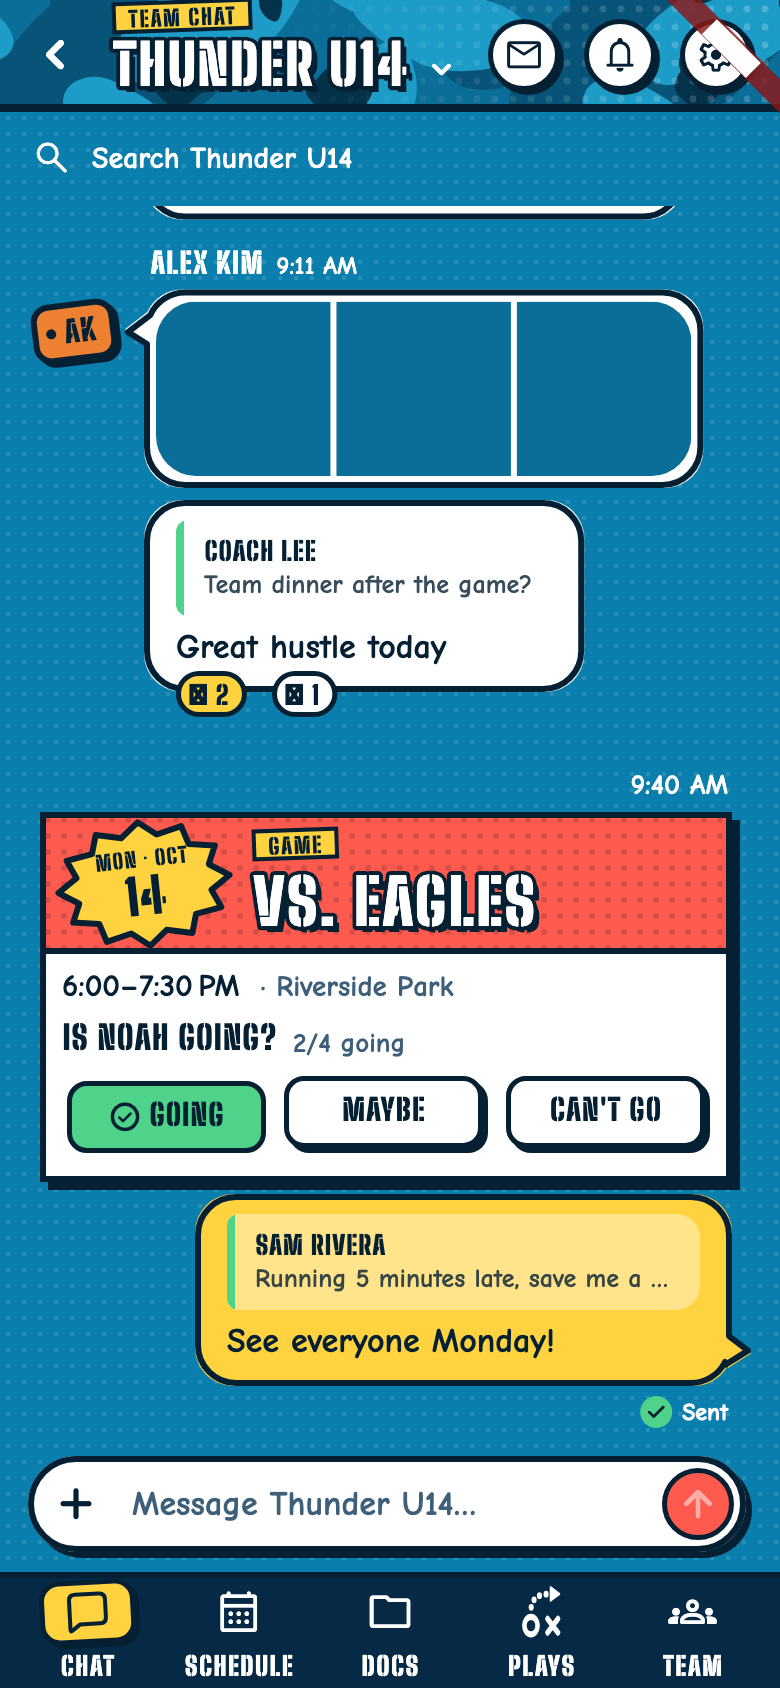 TEAM CHAT
THUNDER U14
Search Thunder U14
ALEX KIM 9:11 AM
AK
COACH LEE
Team dinner after the game?
Great hustle today
2 1
9:40 AM
MON · OCT
14
GAME
VS. EAGLES
6:00–7:30 PM · Riverside Park
IS NOAH GOING? 2/4 going
GOING MAYBE CAN'T GO
SAM RIVERA
Running 5 minutes late, save me a ...
See everyone Monday!
Sent
Message Thunder U14...
CHAT SCHEDULE DOCS PLAYS TEAM